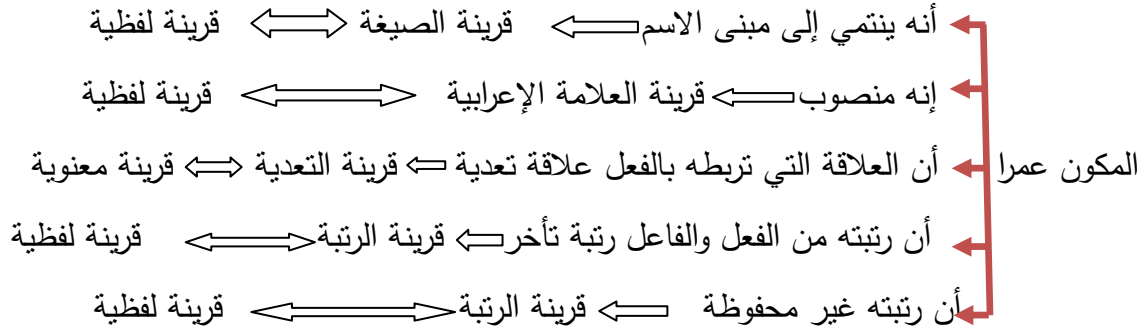 أنه ينتمي إلى مبنى الاسم قرينة الصيغة قرينة لفظية
إنه منصوب قرينة العلامة الإعرابية قرينة لفظية
المكون عمرا أن العلاقة التي تربطه بالفعل علاقة تعدية قرينة التعدية قرينة معنوية
أن رتبته من الفعل والفاعل رتبة تأخر قرينة الرتبة قرينة لفظية
أن رتبته غير محفوظة قرينة الرتبة قرينة لفظية